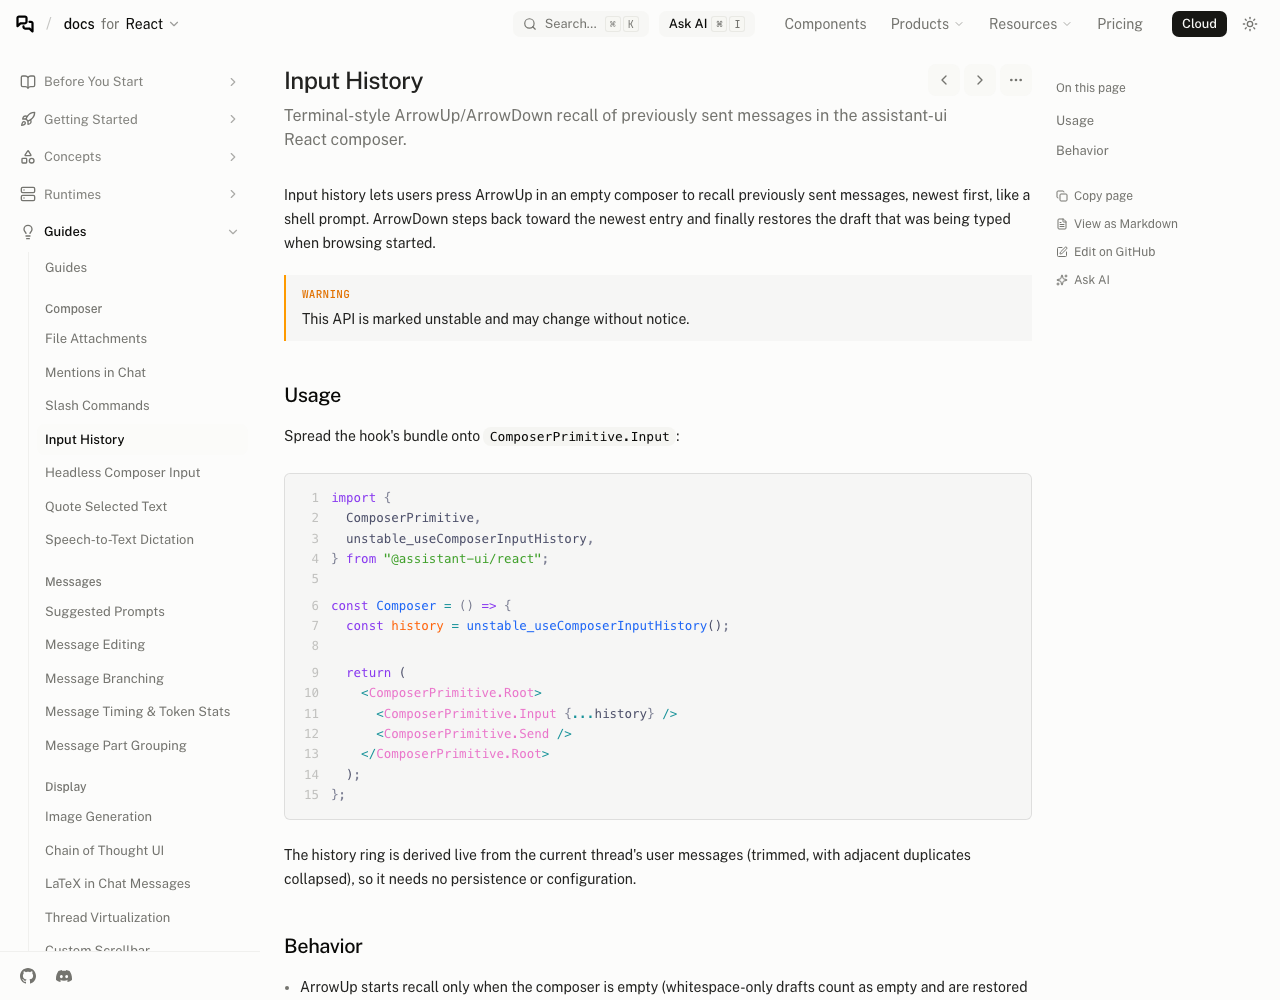 / docs for React
Search... ⌘ K
Ask AI ⌘ I
Components
Products
Resources
Pricing
Cloud
Before You Start
Getting Started
Concepts
Runtimes
Guides
Guides
Composer
File Attachments
Mentions in Chat
Slash Commands
Input History
Headless Composer Input
Quote Selected Text
Speech-to-Text Dictation
Messages
Suggested Prompts
Message Editing
Message Branching
Message Timing & Token Stats
Message Part Grouping
Display
Image Generation
Chain of Thought UI
LaTeX in Chat Messages
Thread Virtualization
Custom Scrollbar
Input History
Terminal-style ArrowUp/ArrowDown recall of previously sent messages in the assistant-ui
React composer.
Input history lets users press ArrowUp in an empty composer to recall previously sent messages, newest first, like a
shell prompt. ArrowDown steps back toward the newest entry and finally restores the draft that was being typed
when browsing started.
WARNING
This API is marked unstable and may change without notice.
Usage
Spread the hook's bundle onto ComposerPrimitive.Input :
1 import {
2   ComposerPrimitive,
3   unstable_useComposerInputHistory,
4 } from "@assistant-ui/react";
5
6 const Composer = () => {
7   const history = unstable_useComposerInputHistory();
8
9   return (
10     <ComposerPrimitive.Root>
11       <ComposerPrimitive.Input {...history} />
12       <ComposerPrimitive.Send />
13     </ComposerPrimitive.Root>
14   );
15 };
The history ring is derived live from the current thread's user messages (trimmed, with adjacent duplicates
collapsed), so it needs no persistence or configuration.
Behavior
• ArrowUp starts recall only when the composer is empty (whitespace-only drafts count as empty and are restored
On this page
Usage
Behavior
Copy page
View as Markdown
Edit on GitHub
Ask AI